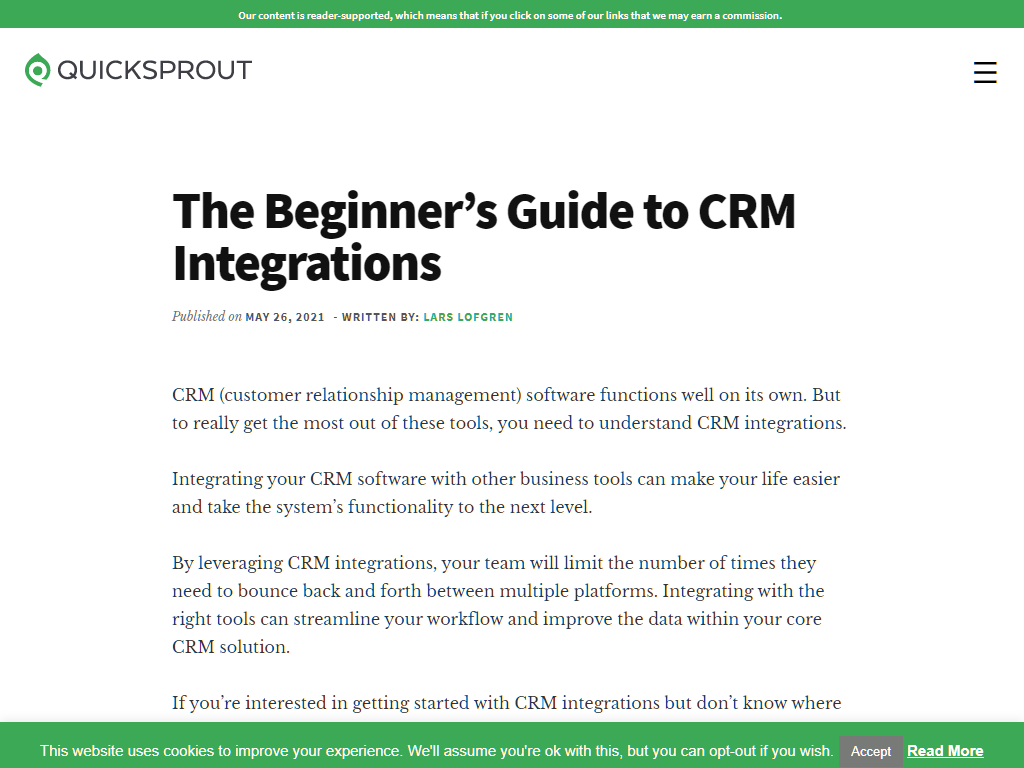 Our content is reader-supported, which means that if you click on some of our links that we may earn a commission.
QUICKSPROUT
The Beginner’s Guide to CRM
Integrations
Published on MAY 26, 2021 - WRITTEN BY: LARS LOFGREN
CRM (customer relationship management) software functions well on its own. But
to really get the most out of these tools, you need to understand CRM integrations.
Integrating your CRM software with other business tools can make your life easier
and take the system’s functionality to the next level.
By leveraging CRM integrations, your team will limit the number of times they
need to bounce back and forth between multiple platforms. Integrating with the
right tools can streamline your workflow and improve the data within your core
CRM solution.
If you’re interested in getting started with CRM integrations but don’t know where
This website uses cookies to improve your experience. We'll assume you're ok with this, but you can opt-out if you wish. Accept Read More